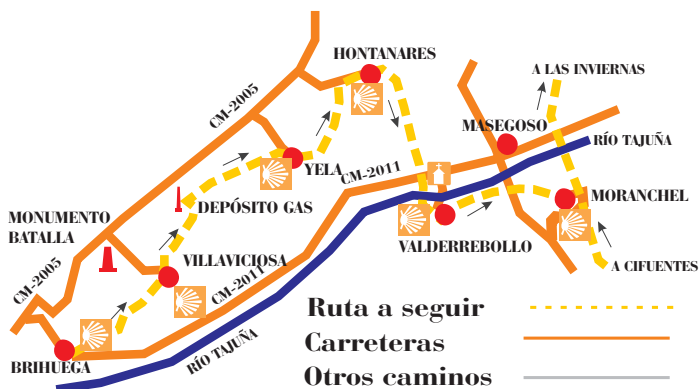 HONTANARES
A LAS INVIERNAS
CM-2005
MASEGOSO
RÍO TAJUÑA
YELA
CM-2011
MORANCHEL
DEPÓSITO GAS
MONUMENTO
BATALLA
VALDERREBOLLO
VILLAVICIOSA
A CIFUENTES
CM-2005
CM-2011
Ruta a seguir
RÍO TAJUÑA
Carreteras
BRIHUEGA
Otros caminos